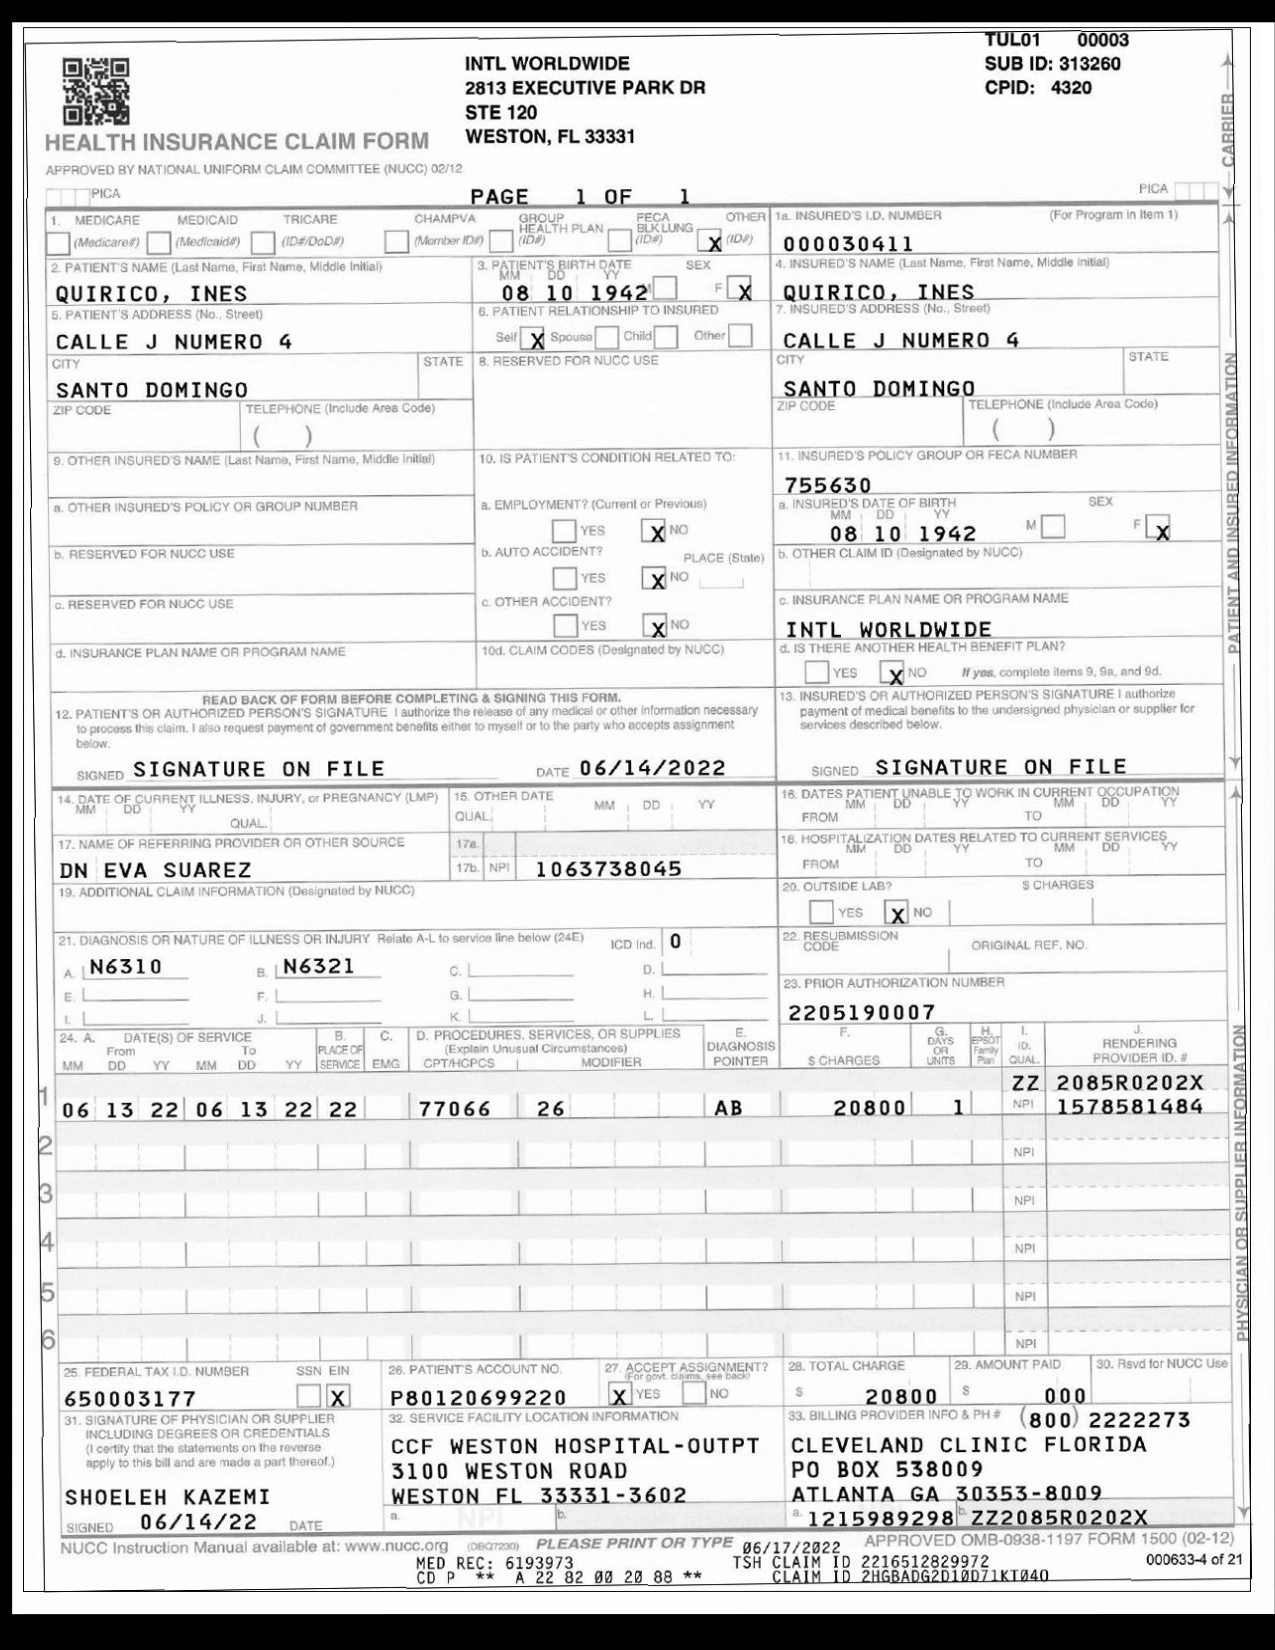 TUL01 00003
INTL WORLDWIDE
SUB ID: 313260
2813 EXECUTIVE PARK DR
CPID: 4320
STE 120
WESTON, FL 33331
HEALTH INSURANCE CLAIM FORM
APPROVED BY NATIONAL UNIFORM CLAIM COMMITTEE (NUCC) 02/12
PICA
PAGE 1 OF 1
PICA
CARRIER
1. MEDICARE MEDICAID TRICARE CHAMPVA GROUP HEALTH PLAN FECA BLK LUNG OTHER
(Medicare#) (Medicaid#) (ID#/DoD#) (Member ID#) (ID#) (ID#) X (ID#)
1a. INSURED'S I.D. NUMBER (For Program in Item 1)
000030411
2. PATIENT'S NAME (Last Name, First Name, Middle Initial)
QUIRICO, INES
3. PATIENT'S BIRTH DATE SEX
MM DD YY
08 10 1942 F X
4. INSURED'S NAME (Last Name, First Name, Middle Initial)
QUIRICO, INES
5. PATIENT'S ADDRESS (No., Street)
CALLE J NUMERO 4
6. PATIENT RELATIONSHIP TO INSURED
Self X Spouse Child Other
7. INSURED'S ADDRESS (No., Street)
CALLE J NUMERO 4
CITY STATE
SANTO DOMINGO
8. RESERVED FOR NUCC USE
CITY STATE
SANTO DOMINGO
ZIP CODE TELEPHONE (Include Area Code)
( )
ZIP CODE TELEPHONE (Include Area Code)
( )
9. OTHER INSURED'S NAME (Last Name, First Name, Middle Initial)
10. IS PATIENT'S CONDITION RELATED TO:
11. INSURED'S POLICY GROUP OR FECA NUMBER
755630
a. OTHER INSURED'S POLICY OR GROUP NUMBER
a. EMPLOYMENT? (Current or Previous)
YES X NO
a. INSURED'S DATE OF BIRTH SEX
MM DD YY
08 10 1942 M F X
b. RESERVED FOR NUCC USE
b. AUTO ACCIDENT? PLACE (State)
YES X NO
b. OTHER CLAIM ID (Designated by NUCC)
c. RESERVED FOR NUCC USE
c. OTHER ACCIDENT?
YES X NO
c. INSURANCE PLAN NAME OR PROGRAM NAME
INTL WORLDWIDE
d. INSURANCE PLAN NAME OR PROGRAM NAME
10d. CLAIM CODES (Designated by NUCC)
d. IS THERE ANOTHER HEALTH BENEFIT PLAN?
YES X NO If yes, complete items 9, 9a, and 9d.
PATIENT AND INSURED INFORMATION
READ BACK OF FORM BEFORE COMPLETING & SIGNING THIS FORM.
12. PATIENT'S OR AUTHORIZED PERSON'S SIGNATURE I authorize the release of any medical or other information necessary
to process this claim. I also request payment of government benefits either to myself or to the party who accepts assignment
below.
SIGNED SIGNATURE ON FILE DATE 06/14/2022
13. INSURED'S OR AUTHORIZED PERSON'S SIGNATURE I authorize
payment of medical benefits to the undersigned physician or supplier for
services described below.
SIGNED SIGNATURE ON FILE
14. DATE OF CURRENT ILLNESS, INJURY, or PREGNANCY (LMP)
MM DD YY
QUAL.
15. OTHER DATE
QUAL. MM DD YY
16. DATES PATIENT UNABLE TO WORK IN CURRENT OCCUPATION
MM DD YY MM DD YY
FROM TO
17. NAME OF REFERRING PROVIDER OR OTHER SOURCE
DN EVA SUAREZ
17a.
17b. NPI 1063738045
18. HOSPITALIZATION DATES RELATED TO CURRENT SERVICES
MM DD YY MM DD YY
FROM TO
19. ADDITIONAL CLAIM INFORMATION (Designated by NUCC)
20. OUTSIDE LAB? $ CHARGES
YES X NO
21. DIAGNOSIS OR NATURE OF ILLNESS OR INJURY Relate A-L to service line below (24E) ICD Ind. 0
A. N6310 B. N6321 C. D.
E. F. G. H.
I. J. K. L.
22. RESUBMISSION CODE ORIGINAL REF. NO.
23. PRIOR AUTHORIZATION NUMBER
2205190007
24. A. DATE(S) OF SERVICE B. C. D. PROCEDURES, SERVICES, OR SUPPLIES E. F. G. H. I. J.
From To PLACE OF SERVICE EMG (Explain Unusual Circumstances) DIAGNOSIS POINTER $ CHARGES DAYS OR UNITS EPSDT Family Plan ID. QUAL. RENDERING PROVIDER ID. #
MM DD YY MM DD YY CPT/HCPCS MODIFIER
ZZ 2085R0202X
1 06 13 22 06 13 22 22 77066 26 AB 20800 1 NPI 1578581484
2 NPI
3 NPI
4 NPI
5 NPI
6 NPI
PHYSICIAN OR SUPPLIER INFORMATION
25. FEDERAL TAX I.D. NUMBER SSN EIN
650003177 X
26. PATIENT'S ACCOUNT NO.
P80120699220
27. ACCEPT ASSIGNMENT?
(For govt. claims, see back)
X YES NO
28. TOTAL CHARGE
$ 20800
29. AMOUNT PAID
$ 000
30. Rsvd for NUCC Use
31. SIGNATURE OF PHYSICIAN OR SUPPLIER
INCLUDING DEGREES OR CREDENTIALS
(I certify that the statements on the reverse
apply to this bill and are made a part thereof.)
SHOELEH KAZEMI
SIGNED 06/14/22 DATE
32. SERVICE FACILITY LOCATION INFORMATION
CCF WESTON HOSPITAL-OUTPT
3100 WESTON ROAD
WESTON FL 33331-3602
a. NPI b.
33. BILLING PROVIDER INFO & PH # (800) 2222273
CLEVELAND CLINIC FLORIDA
PO BOX 538009
ATLANTA GA 30353-8009
a. 1215989298 b. ZZ2085R0202X
NUCC Instruction Manual available at: www.nucc.org (DBQ7230) PLEASE PRINT OR TYPE 06/17/2022 APPROVED OMB-0938-1197 FORM 1500 (02-12)
MED REC: 6193973 TSH CLAIM ID 2216512829972 000633-4 of 21
CD P ** A 22 82 00 20 88 ** CLAIM ID 2HGBADG2D10D71KT04O